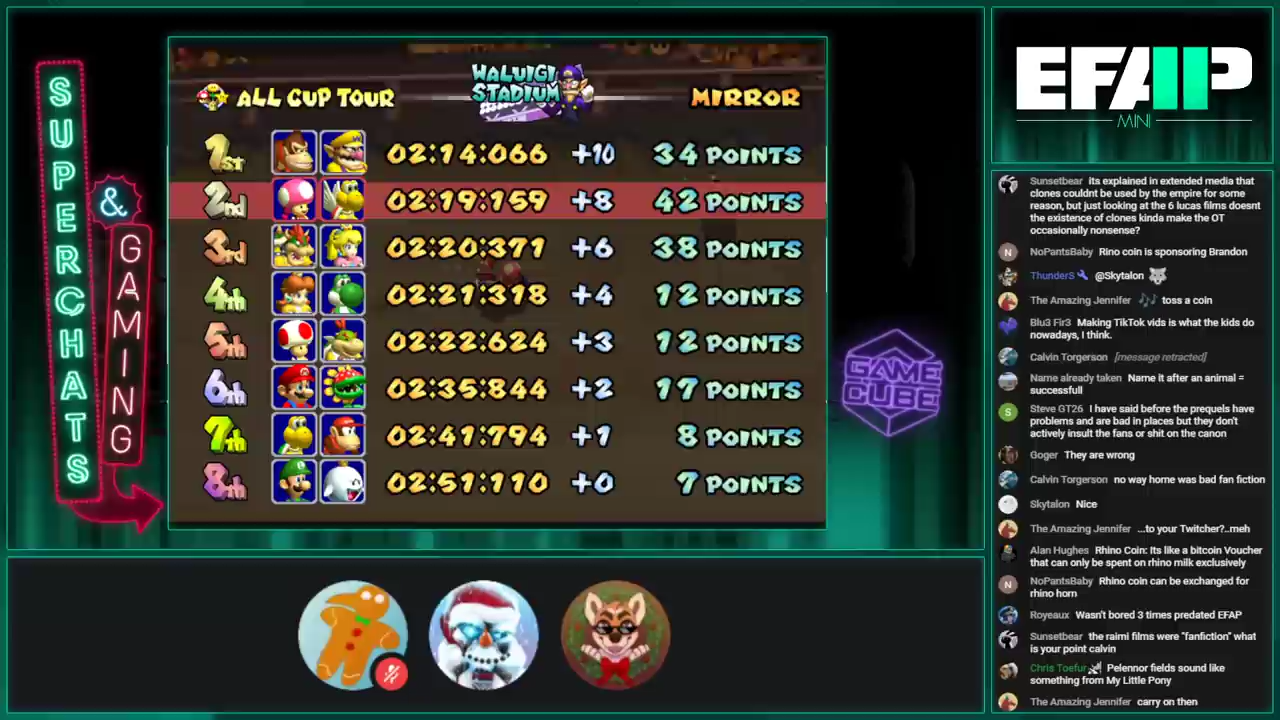 SUPERCHATS
&
GAMING
ALL CUP TOUR
WALUIGI
STADIUM
MIRROR
1st 02:14:066 +10 34 POINTS
2nd 02:19:159 +8 42 POINTS
3rd 02:20:371 +6 38 POINTS
4th 02:21:318 +4 12 POINTS
5th 02:22:624 +3 12 POINTS
6th 02:35:844 +2 17 POINTS
7th 02:41:794 +1 8 POINTS
8th 02:51:110 +0 7 POINTS
GAME
CUBE
EFAP
MINI
Sunsetbear its explained in extended media that
clones couldnt be used by the empire for some
reason, but just looking at the 6 lucas films doesnt
the existence of clones kinda make the OT
occasionally nonsense?
N NoPantsBaby Rino coin is sponsoring Brandon
ThunderS @Skytalon
The Amazing Jennifer 🎶 toss a coin
Blu3 Fir3 Making TikTok vids is what the kids do
nowadays, I think.
Calvin Torgerson [message retracted]
Name already taken Name it after an animal =
successfull
S Steve GT26 I have said before the prequels have
problems and are bad in places but they don't
actively insult the fans or shit on the canon
Goger They are wrong
Calvin Torgerson no way home was bad fan fiction
Skytalon Nice
The Amazing Jennifer ...to your Twitcher?..meh
Alan Hughes Rhino Coin: Its like a bitcoin Voucher
that can only be spent on rhino milk exclusively
N NoPantsBaby Rhino coin can be exchanged for
rhino horn
Royeaux Wasn't bored 3 times predated EFAP
Sunsetbear the raimi films were "fanfiction" what
is your point calvin
Chris Toefur Pelennor fields sound like
something from My Little Pony
The Amazing Jennifer carry on then